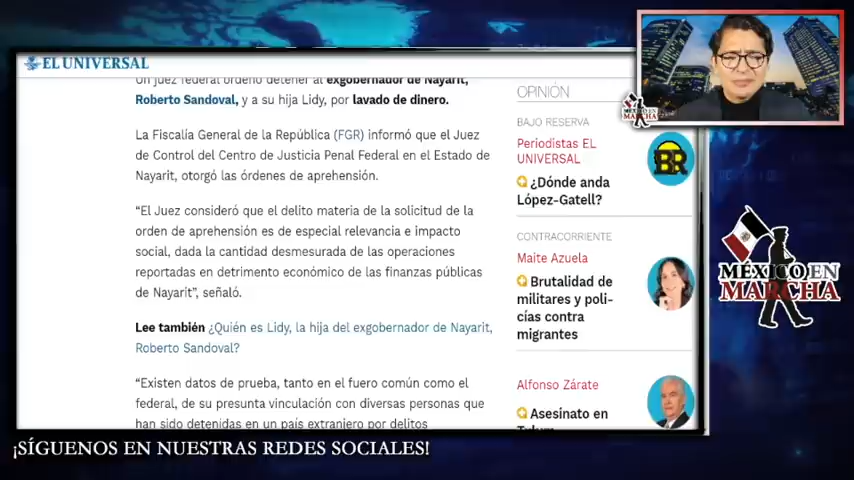 EL UNIVERSAL
Un juez federal ordenó detener al exgobernador de Nayarit,
Roberto Sandoval, y a su hija Lidy, por lavado de dinero.
La Fiscalía General de la República (FGR) informó que el Juez
de Control del Centro de Justicia Penal Federal en el Estado de
Nayarit, otorgó las órdenes de aprehensión.
“El Juez consideró que el delito materia de la solicitud de la
orden de aprehensión es de especial relevancia e impacto
social, dada la cantidad desmesurada de las operaciones
reportadas en detrimento económico de las finanzas públicas
de Nayarit”, señaló.
Lee también ¿Quién es Lidy, la hija del exgobernador de Nayarit,
Roberto Sandoval?
“Existen datos de prueba, tanto en el fuero común como el
federal, de su presunta vinculación con diversas personas que
han sido detenidas en un país extranjero por delitos
OPINIÓN
BAJO RESERVA
Periodistas EL
UNIVERSAL
¿Dónde anda
López-Gatell?
BR
CONTRACORRIENTE
Maite Azuela
Brutalidad de
militares y poli-
cías contra
migrantes
Alfonso Zárate
Asesinato en
Tulum
MÉXICO EN
MARCHA
MÉXICO EN
MARCHA
¡SÍGUENOS EN NUESTRAS REDES SOCIALES!